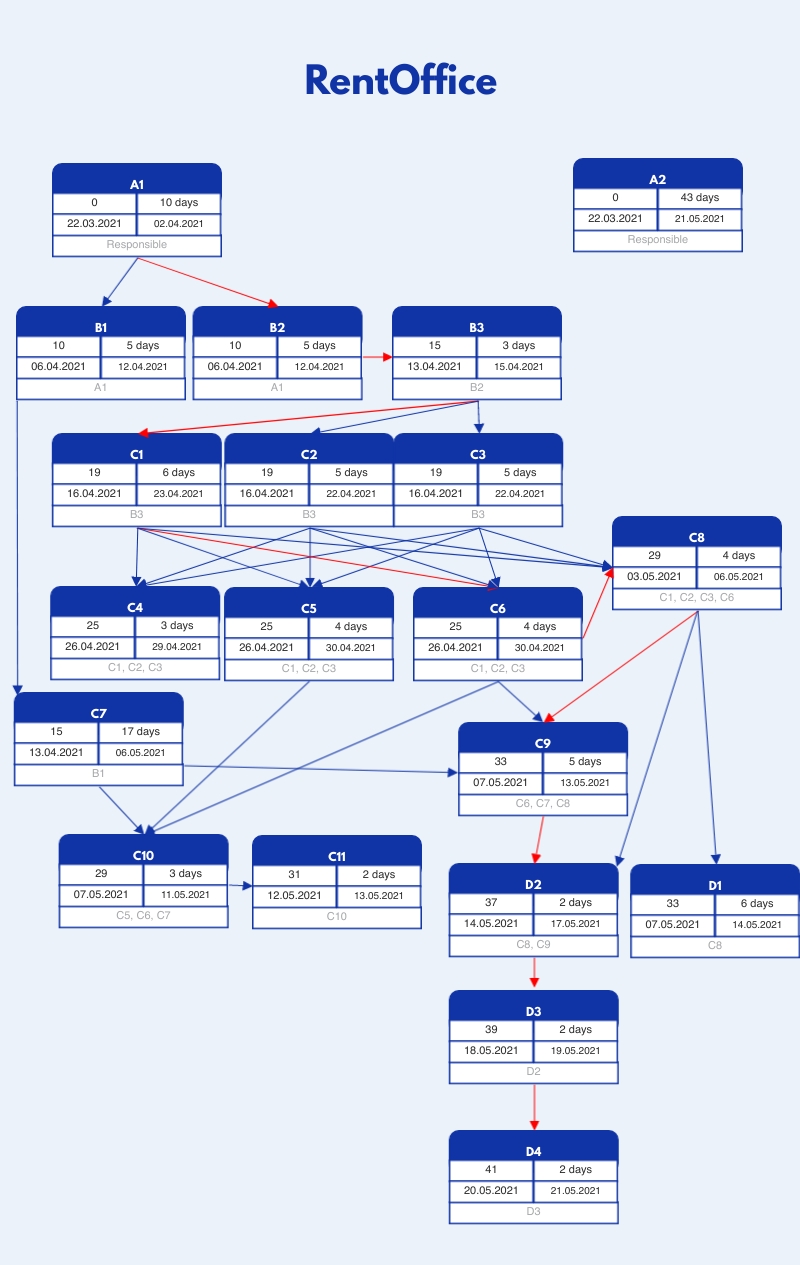 RentOffice
A1
0 10 days
22.03.2021 02.04.2021
Responsible
A2
0 43 days
22.03.2021 21.05.2021
Responsible
B1
10 5 days
06.04.2021 12.04.2021
A1
B2
10 5 days
06.04.2021 12.04.2021
A1
B3
15 3 days
13.04.2021 15.04.2021
B2
C1
19 6 days
16.04.2021 23.04.2021
B3
C2
19 5 days
16.04.2021 22.04.2021
B3
C3
19 5 days
16.04.2021 22.04.2021
B3
C8
29 4 days
03.05.2021 06.05.2021
C1, C2, C3, C6
C4
25 3 days
26.04.2021 29.04.2021
C1, C2, C3
C5
25 4 days
26.04.2021 30.04.2021
C1, C2, C3
C6
25 4 days
26.04.2021 30.04.2021
C1, C2, C3
C7
15 17 days
13.04.2021 06.05.2021
B1
C9
33 5 days
07.05.2021 13.05.2021
C6, C7, C8
C10
29 3 days
07.05.2021 11.05.2021
C5, C6, C7
C11
31 2 days
12.05.2021 13.05.2021
C10
D2
37 2 days
14.05.2021 17.05.2021
C8, C9
D1
33 6 days
07.05.2021 14.05.2021
C8
D3
39 2 days
18.05.2021 19.05.2021
D2
D4
41 2 days
20.05.2021 21.05.2021
D3